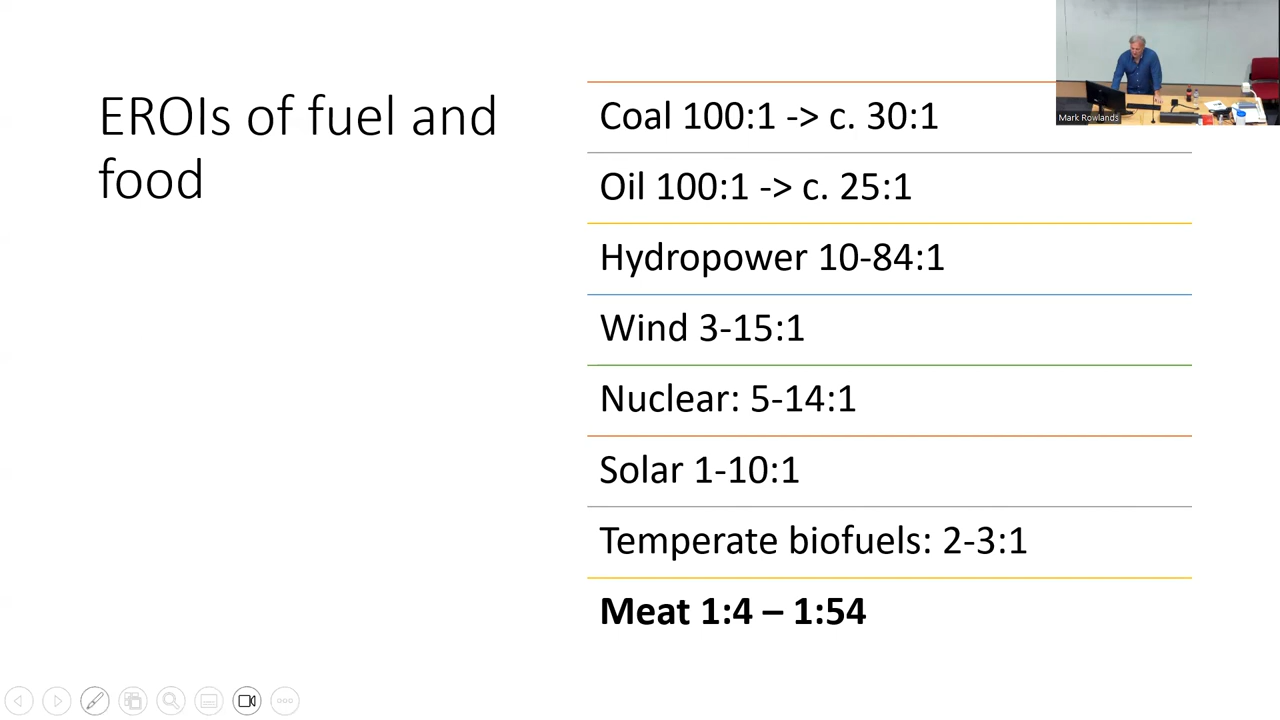 EROIs of fuel and
food
Coal 100:1 -> c. 30:1
Oil 100:1 -> c. 25:1
Hydropower 10-84:1
Wind 3-15:1
Nuclear: 5-14:1
Solar 1-10:1
Temperate biofuels: 2-3:1
Meat 1:4 – 1:54
Mark Rowlands